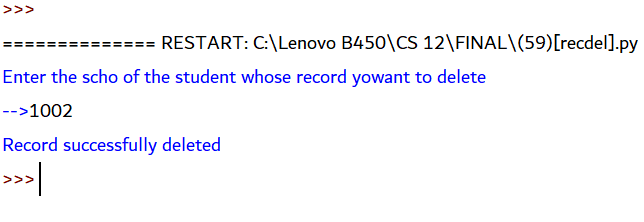 >>>
============== RESTART: C:\Lenovo B450\CS 12\FINAL\(59)[recdel].py
Enter the scho of the student whose record yowant to delete
-->1002
Record successfully deleted
>>>